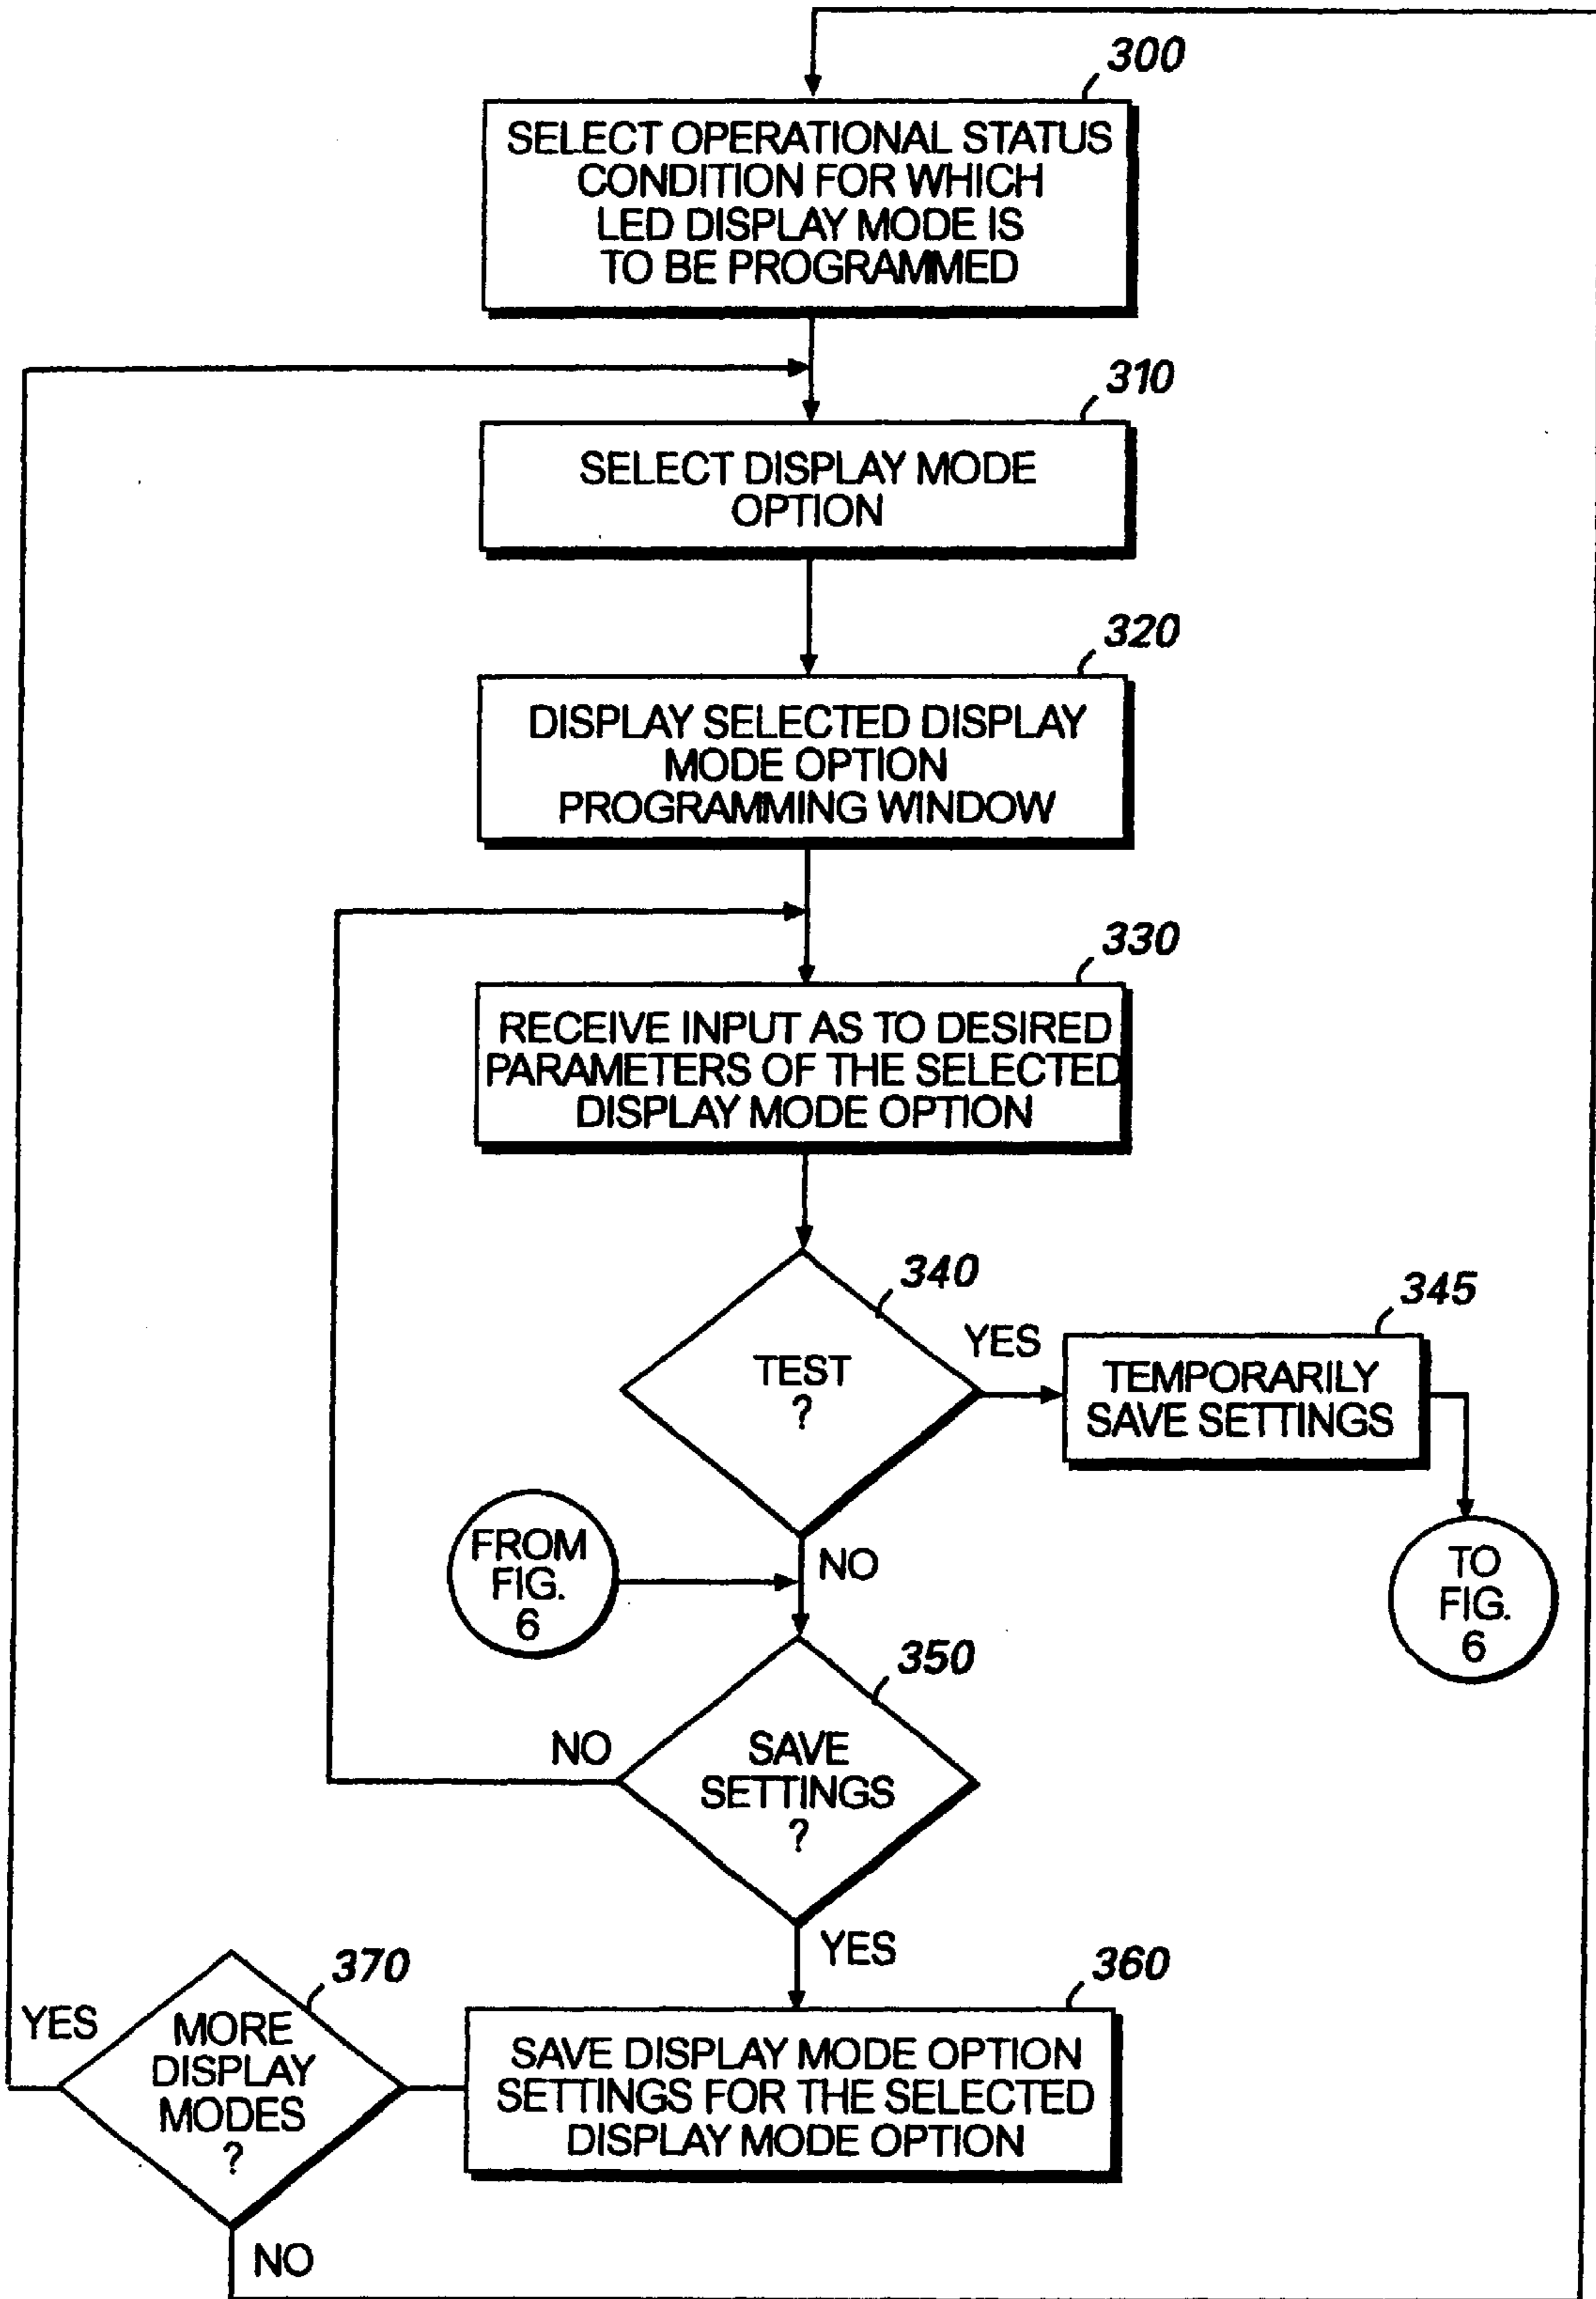 300
SELECT OPERATIONAL STATUS
CONDITION FOR WHICH
LED DISPLAY MODE IS
TO BE PROGRAMMED
310
SELECT DISPLAY MODE
OPTION
320
DISPLAY SELECTED DISPLAY
MODE OPTION
PROGRAMMING WINDOW
330
RECEIVE INPUT AS TO DESIRED
PARAMETERS OF THE SELECTED
DISPLAY MODE OPTION
340
TEST
?
YES
345
TEMPORARILY
SAVE SETTINGS
TO
FIG.
6
FROM
FIG.
6
NO
350
SAVE
SETTINGS
?
NO
YES
360
SAVE DISPLAY MODE OPTION
SETTINGS FOR THE SELECTED
DISPLAY MODE OPTION
370
MORE
DISPLAY
MODES
?
YES
NO